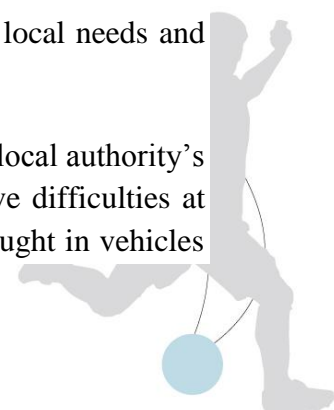 local needs and
local authority’s
ve difficulties at
ught in vehicles